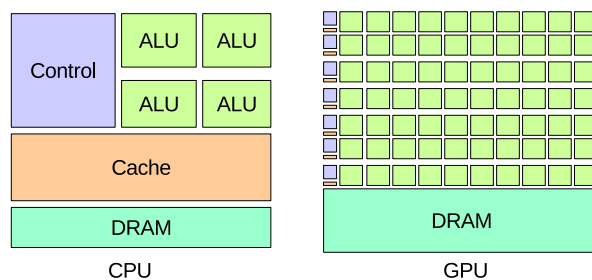 Control
ALU
ALU
ALU
ALU
Cache
DRAM
CPU
DRAM
GPU